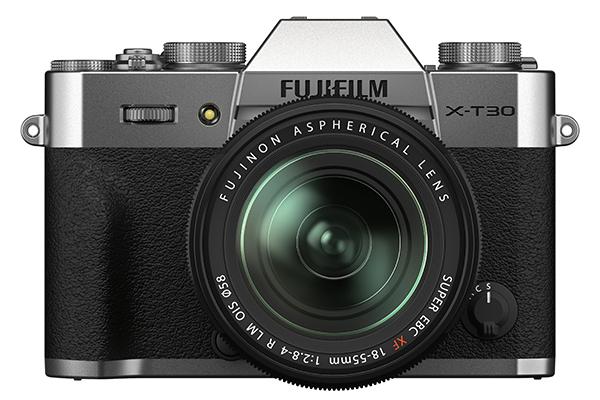 FUJIFILM
X-T30
FUJINON ASPHERICAL LENS
SUPER EBC XF 18-55mm 1:2.8-4 R LM OIS Ø58
C S